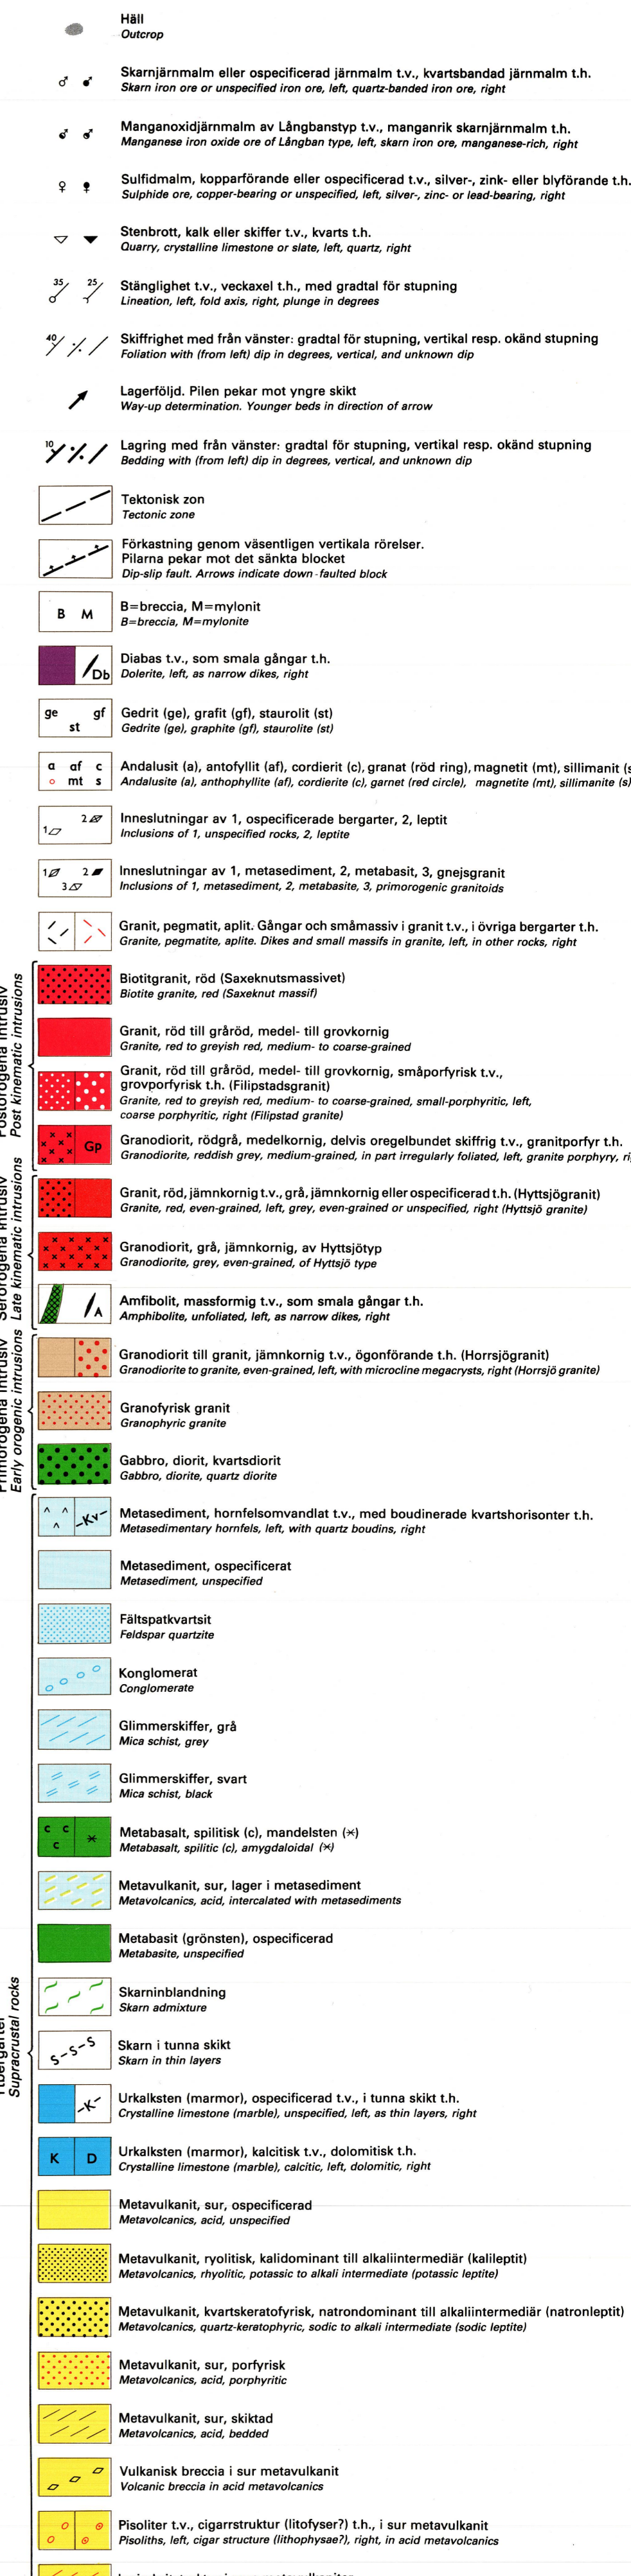 Häll
Outcrop
Skarnjärnmalm eller ospecificerad järnmalm t.v., kvartsbandad järnmalm t.h.
Skarn iron ore or unspecified iron ore, left, quartz-banded iron ore, right
Manganoxidjärnmalm av Långbanstyp t.v., manganrik skarnjärnmalm t.h.
Manganese iron oxide ore of Långban type, left, skarn iron ore, manganese-rich, right
Sulfidmalm, kopparförande eller ospecificerad t.v., silver-, zink- eller blyförande t.h.
Sulphide ore, copper-bearing or unspecified, left, silver-, zinc- or lead-bearing, right
Stenbrott, kalk eller skiffer t.v., kvarts t.h.
Quarry, crystalline limestone or slate, left, quartz, right
35 25
Stänglighet t.v., veckaxel t.h., med gradtal för stupning
Lineation, left, fold axis, right, plunge in degrees
40
Skiffrighet med från vänster: gradtal för stupning, vertikal resp. okänd stupning
Foliation with (from left) dip in degrees, vertical, and unknown dip
Lagerföljd. Pilen pekar mot yngre skikt
Way-up determination. Younger beds in direction of arrow
10
Lagring med från vänster: gradtal för stupning, vertikal resp. okänd stupning
Bedding with (from left) dip in degrees, vertical, and unknown dip
Tektonisk zon
Tectonic zone
Förkastning genom väsentligen vertikala rörelser.
Pilarna pekar mot det sänkta blocket
Dip-slip fault. Arrows indicate down-faulted block
B M
B=breccia, M=mylonit
B=breccia, M=mylonite
Db
Diabas t.v., som smala gångar t.h.
Dolerite, left, as narrow dikes, right
ge gf
st
Gedrit (ge), grafit (gf), staurolit (st)
Gedrite (ge), graphite (gf), staurolite (st)
a af c
mt s
Andalusit (a), antofyllit (af), cordierit (c), granat (röd ring), magnetit (mt), sillimanit (s
Andalusite (a), anthophyllite (af), cordierite (c), garnet (red circle), magnetite (mt), sillimanite (s)
1 2
Inneslutningar av 1, ospecificerade bergarter, 2, leptit
Inclusions of 1, unspecified rocks, 2, leptite
1 2
3
Inneslutningar av 1, metasediment, 2, metabasit, 3, gnejsgranit
Inclusions of 1, metasediment, 2, metabasite, 3, primorogenic granitoids
Granit, pegmatit, aplit. Gångar och småmassiv i granit t.v., i övriga bergarter t.h.
Granite, pegmatite, aplite. Dikes and small massifs in granite, left, in other rocks, right
Postorogena intrusiv
Post kinematic intrusions
Biotitgranit, röd (Saxeknutsmassivet)
Biotite granite, red (Saxeknut massif)
Granit, röd till gråröd, medel- till grovkornig
Granite, red to greyish red, medium- to coarse-grained
Granit, röd till gråröd, medel- till grovkornig, småporfyrisk t.v.,
grovporfyrisk t.h. (Filipstadsgranit)
Granite, red to greyish red, medium- to coarse-grained, small-porphyritic, left,
coarse porphyritic, right (Filipstad granite)
Gp
Granodiorit, rödgrå, medelkornig, delvis oregelbundet skiffrig t.v., granitporfyr t.h.
Granodiorite, reddish grey, medium-grained, in part irregularly foliated, left, granite porphyry, ri
Serorogena intrusiv
Late kinematic intrusions
Granit, röd, jämnkornig t.v., grå, jämnkornig eller ospecificerad t.h. (Hyttsjögranit)
Granite, red, even-grained, left, grey, even-grained or unspecified, right (Hyttsjö granite)
Granodiorit, grå, jämnkornig, av Hyttsjötyp
Granodiorite, grey, even-grained, of Hyttsjö type
A
Amfibolit, massformig t.v., som smala gångar t.h.
Amphibolite, unfoliated, left, as narrow dikes, right
Primorogena intrusiv
Early orogenic intrusions
Granodiorit till granit, jämnkornig t.v., ögonförande t.h. (Horrsjögranit)
Granodiorite to granite, even-grained, left, with microcline megacrysts, right (Horrsjö granite)
Granofyrisk granit
Granophyric granite
Gabbro, diorit, kvartsdiorit
Gabbro, diorite, quartz diorite
Ytbergarter
Supracrustal rocks
-Kv-
Metasediment, hornfelsomvandlat t.v., med boudinerade kvartshorisonter t.h.
Metasedimentary hornfels, left, with quartz boudins, right
Metasediment, ospecificerat
Metasediment, unspecified
Fältspatkvartsit
Feldspar quartzite
Konglomerat
Conglomerate
Glimmerskiffer, grå
Mica schist, grey
Glimmerskiffer, svart
Mica schist, black
c c
c
Metabasalt, spilitisk (c), mandelsten (✳)
Metabasalt, spilitic (c), amygdaloidal (✳)
Metavulkanit, sur, lager i metasediment
Metavolcanics, acid, intercalated with metasediments
Metabasit (grönsten), ospecificerad
Metabasite, unspecified
Skarninblandning
Skarn admixture
S-S-S
Skarn i tunna skikt
Skarn in thin layers
-K-
Urkalksten (marmor), ospecificerad t.v., i tunna skikt t.h.
Crystalline limestone (marble), unspecified, left, as thin layers, right
K D
Urkalksten (marmor), kalcitisk t.v., dolomitisk t.h.
Crystalline limestone (marble), calcitic, left, dolomitic, right
Metavulkanit, sur, ospecificerad
Metavolcanics, acid, unspecified
Metavulkanit, ryolitisk, kalidominant till alkaliintermediär (kalileptit)
Metavolcanics, rhyolitic, potassic to alkali intermediate (potassic leptite)
Metavulkanit, kvartskeratofyrisk, natrondominant till alkaliintermediär (natronleptit)
Metavolcanics, quartz-keratophyric, sodic to alkali intermediate (sodic leptite)
Metavulkanit, sur, porfyrisk
Metavolcanics, acid, porphyritic
Metavulkanit, sur, skiktad
Metavolcanics, acid, bedded
Vulkanisk breccia i sur metavulkanit
Volcanic breccia in acid metavolcanics
Pisoliter t.v., cigarrstruktur (litofyser?) t.h., i sur metavulkanit
Pisoliths, left, cigar structure (lithophysae?), right, in acid metavolcanics